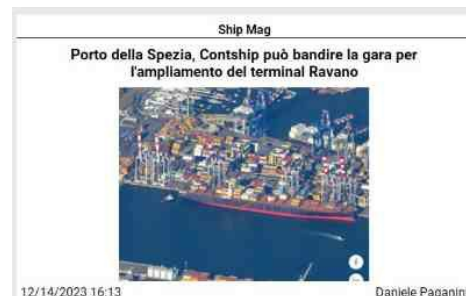 Ship Mag
Porto della Spezia, Contship può bandire la gara per
l'ampliamento del terminal Ravano
12/14/2023 16:13
Daniele Paganini